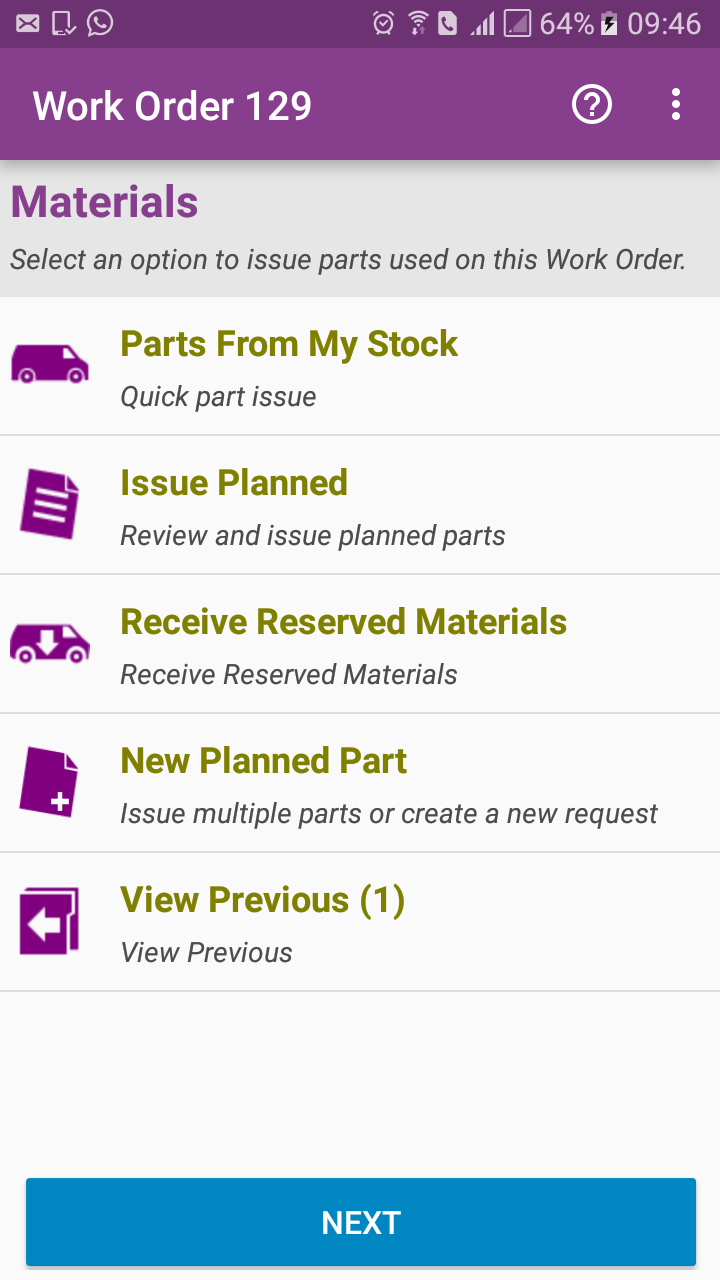 64% 09:46
Work Order 129
Materials
Select an option to issue parts used on this Work Order.
Parts From My Stock
Quick part issue
Issue Planned
Review and issue planned parts
Receive Reserved Materials
Receive Reserved Materials
New Planned Part
Issue multiple parts or create a new request
View Previous (1)
View Previous
NEXT